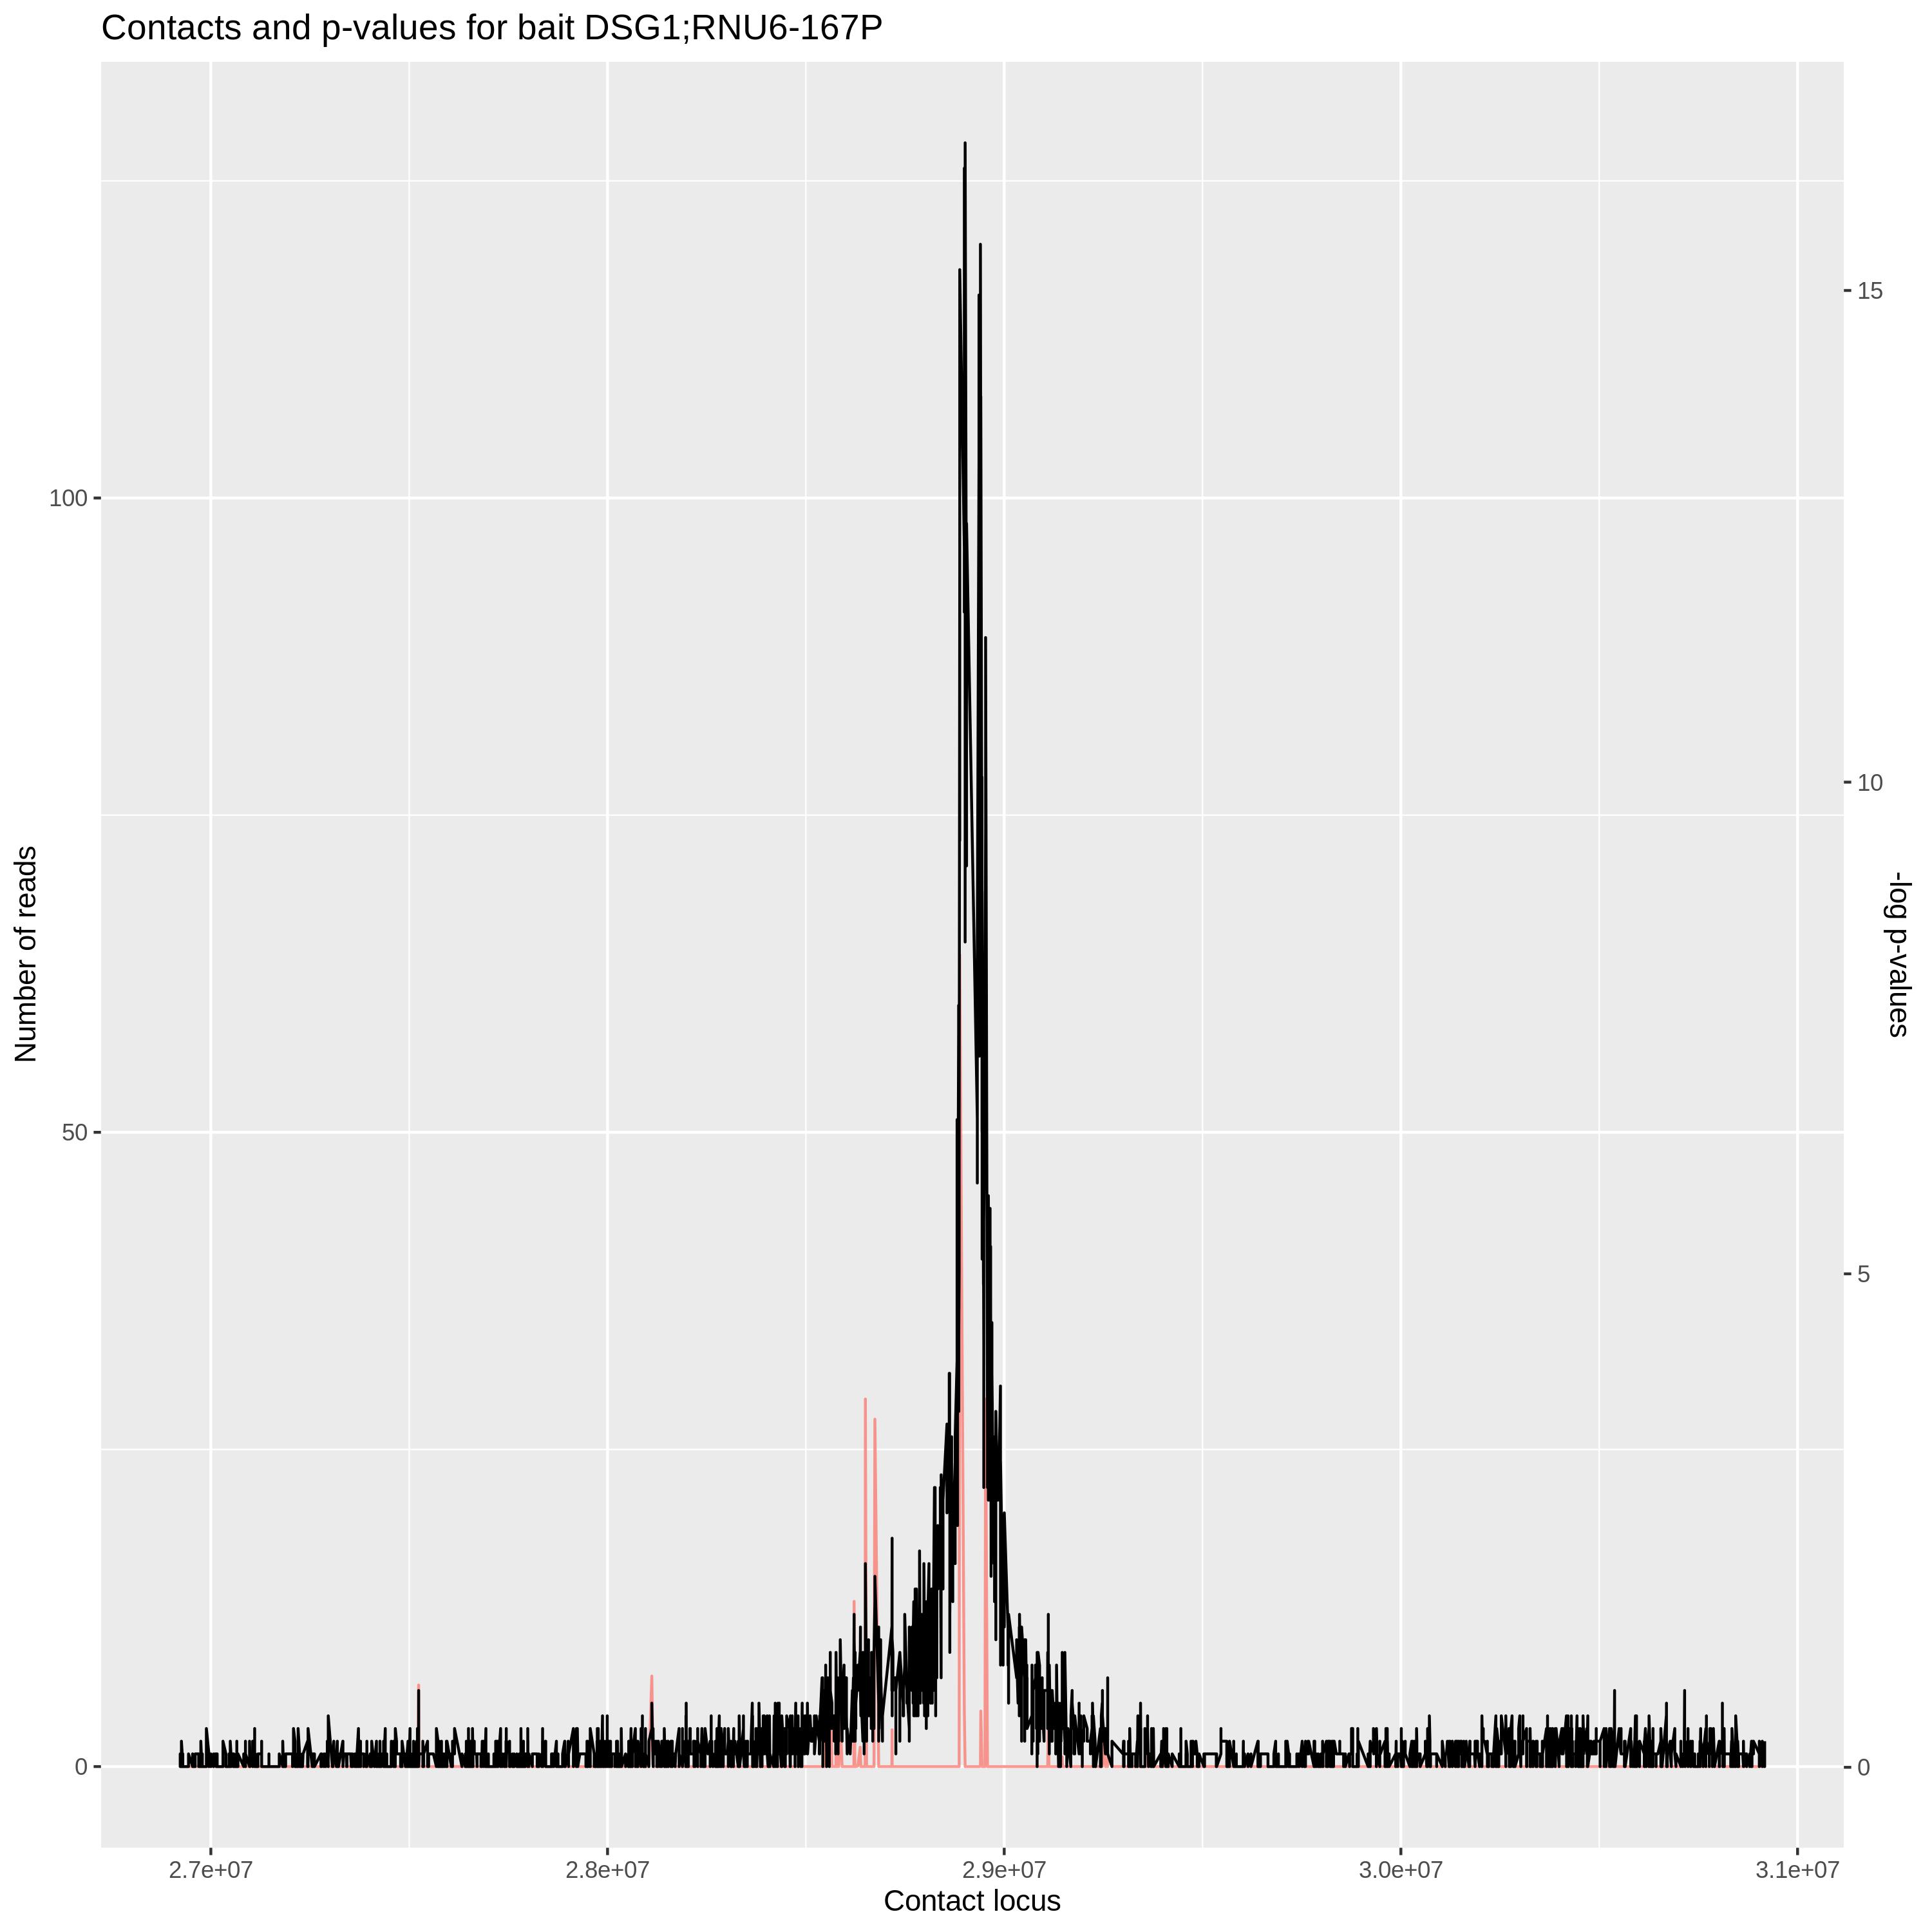 Contacts and p-values for bait DSG1;RNU6-167P
Number of reads
100
50
0
15
10
5
0
-log p-values
2.7e+07
2.8e+07
2.9e+07
3.0e+07
3.1e+07
Contact locus